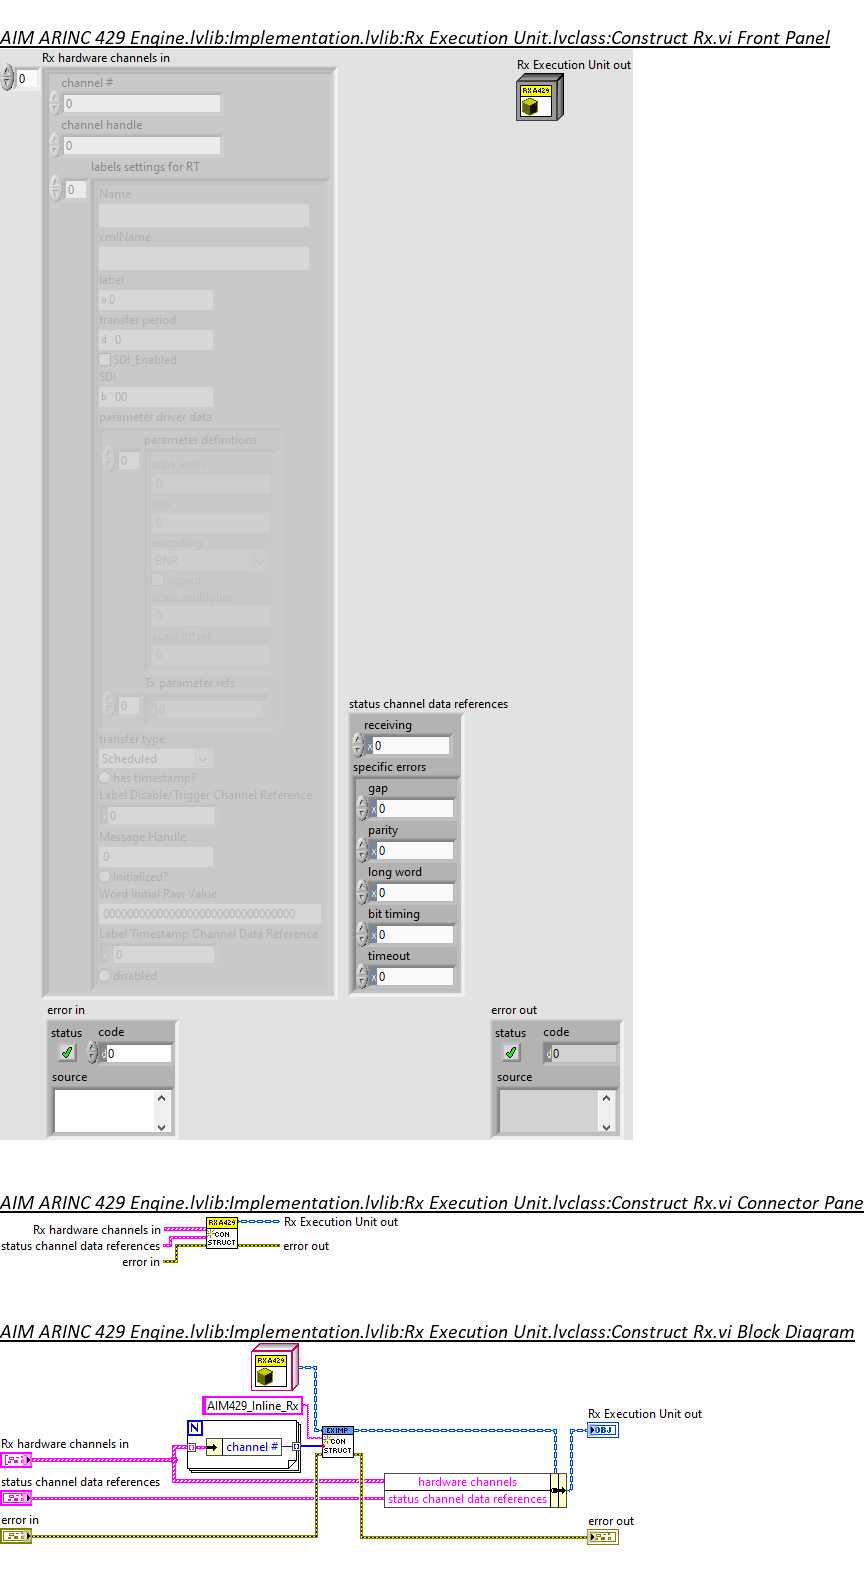 AIM ARINC 429 Engine.lvlib:Implementation.lvlib:Rx Execution Unit.lvclass:Construct Rx.vi Front Panel
Rx hardware channels in
Rx Execution Unit out
0
channel #
RX A429
0
channel handle
0
labels settings for RT
0
Name
xmlName
label
o 0
transfer period
d 0
SDI_Enabled
SDI
b 00
parameter driver data
parameter definitions
0
start index
0
size
0
encoding
BNR
signed
scale multiplier
0
scale offset
0
Tx parameter refs
0
0
status channel data references
receiving
x 0
transfer type
Scheduled
specific errors
has timestamp?
gap
Label Disable/Trigger Channel Reference
x 0
x 0
parity
Message Handle
0
x 0
Initialized?
long word
Word Initial Raw Value
x 0
00000000000000000000000000000000
bit timing
Label Timestamp Channel Data Reference
x 0
x 0
timeout
disabled
x 0
error in
error out
status code
status code
d 0
d 0
source
source
AIM ARINC 429 Engine.lvlib:Implementation.lvlib:Rx Execution Unit.lvclass:Construct Rx.vi Connector Pane
Rx hardware channels in
RX A429
Rx Execution Unit out
CON
STRUCT
status channel data references
error out
error in
AIM ARINC 429 Engine.lvlib:Implementation.lvlib:Rx Execution Unit.lvclass:Construct Rx.vi Block Diagram
RX A429
AIM429_Inline_Rx
Rx Execution Unit out
N
EXIMP
OBJ
CON
STRUCT
Rx hardware channels in
channel #
status channel data references
hardware channels
status channel data references
error in
error out